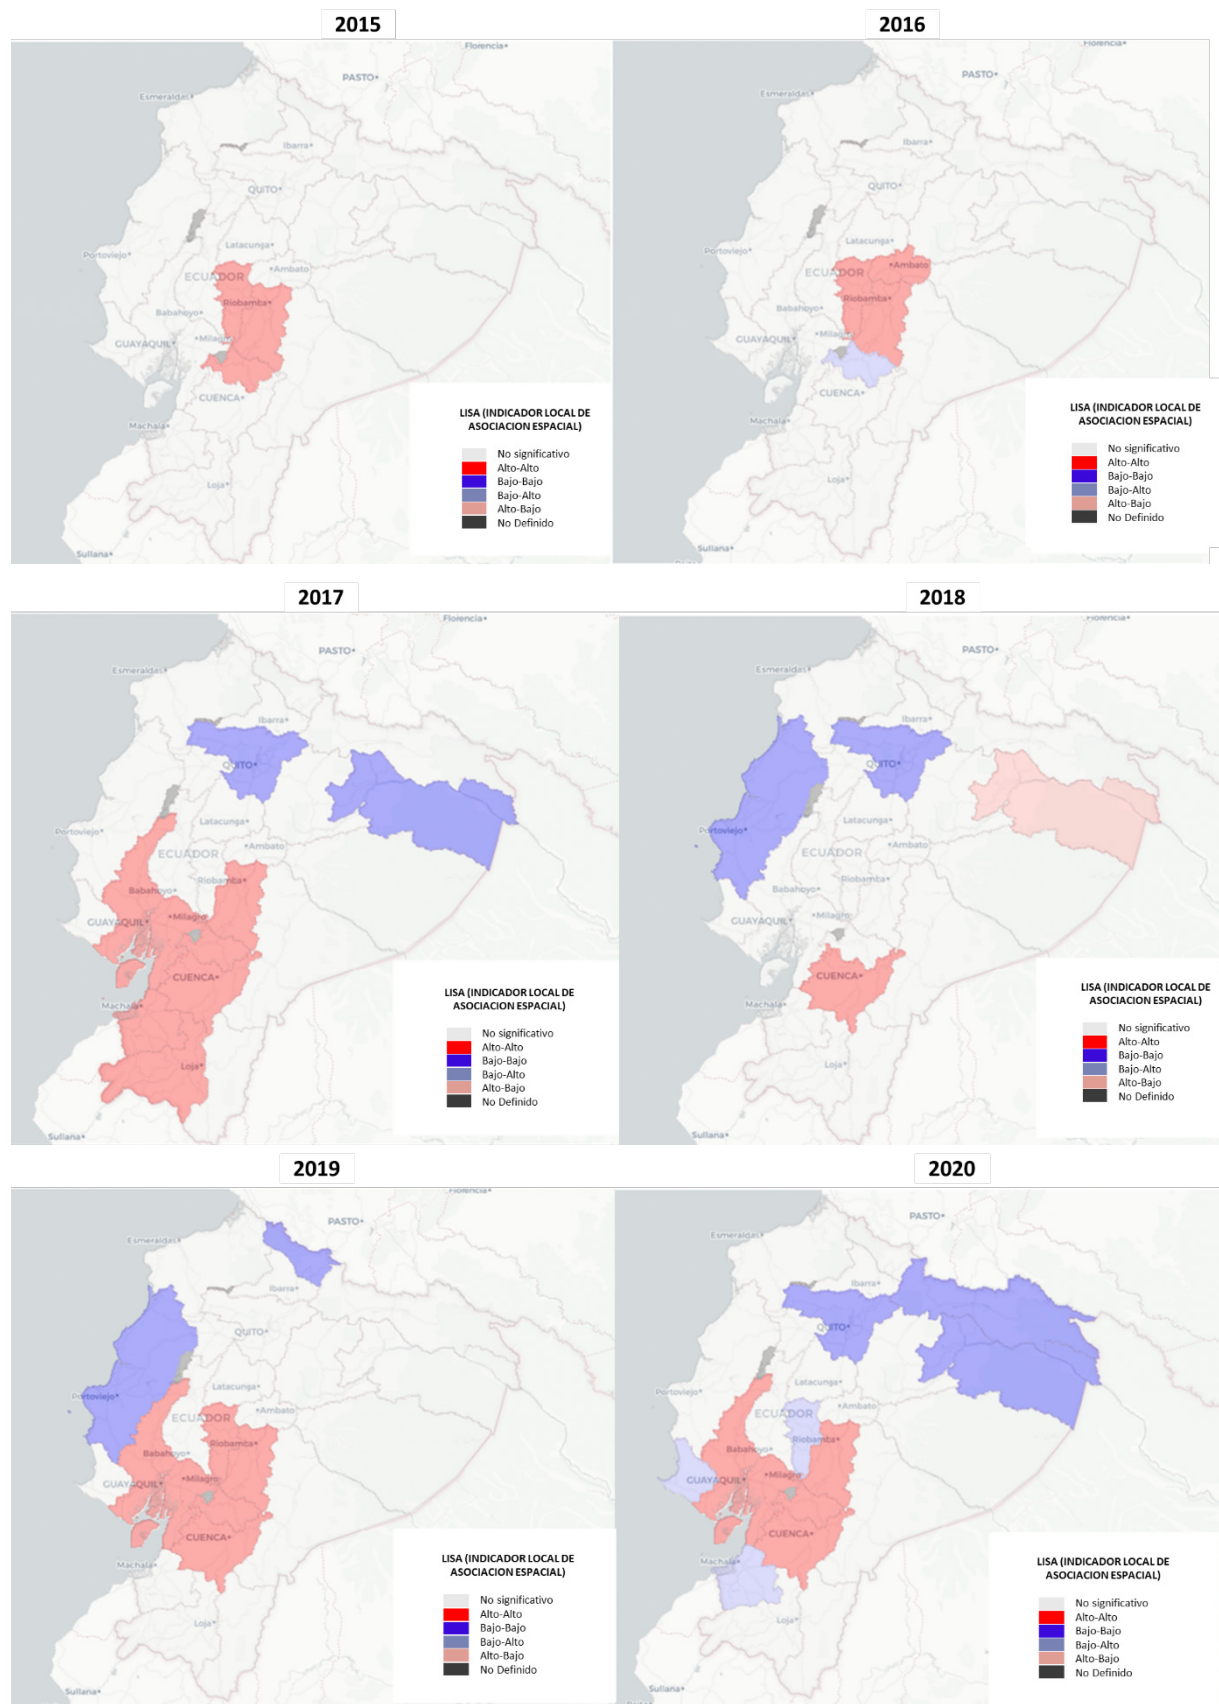 2015
2016
Florencia
PASTO
Esmeraldas
Ibarra
QUITO
Latacunga
Portoviejo
ECUADOR
Ambato
Riobamba
Babahoyo
Milagro
GUAYAQUIL
CUENCA
Machala
Loja
Sullana
LISA (INDICADOR LOCAL DE
ASOCIACION ESPACIAL)
No significativo
Alto-Alto
Bajo-Bajo
Bajo-Alto
Alto-Bajo
No Definido
Florencia
PASTO
Esmeraldas
Ibarra
QUITO
Latacunga
Portoviejo
ECUADOR
Ambato
Riobamba
Babahoyo
Milagro
GUAYAQUIL
CUENCA
Machala
Loja
Sullana
LISA (INDICADOR LOCAL DE
ASOCIACION ESPACIAL)
No significativo
Alto-Alto
Bajo-Bajo
Bajo-Alto
Alto-Bajo
No Definido
2017
2018
Florencia
PASTO
Esmeraldas
Ibarra
QUITO
Latacunga
Portoviejo
ECUADOR
Ambato
Riobamba
Babahoyo
Milagro
GUAYAQUIL
CUENCA
Machala
Loja
Sullana
LISA (INDICADOR LOCAL DE
ASOCIACION ESPACIAL)
No significativo
Alto-Alto
Bajo-Bajo
Bajo-Alto
Alto-Bajo
No Definido
Florencia
PASTO
Esmeraldas
Ibarra
QUITO
Latacunga
Portoviejo
ECUADOR
Ambato
Riobamba
Babahoyo
Milagro
GUAYAQUIL
CUENCA
Machala
Loja
Sullana
LISA (INDICADOR LOCAL DE
ASOCIACION ESPACIAL)
No significativo
Alto-Alto
Bajo-Bajo
Bajo-Alto
Alto-Bajo
No Definido
2019
2020
Florencia
PASTO
Esmeraldas
Ibarra
QUITO
Latacunga
Portoviejo
ECUADOR
Ambato
Riobamba
Babahoyo
Milagro
GUAYAQUIL
CUENCA
Machala
Loja
Sullana
LISA (INDICADOR LOCAL DE
ASOCIACION ESPACIAL)
No significativo
Alto-Alto
Bajo-Bajo
Bajo-Alto
Alto-Bajo
No Definido
Florencia
PASTO
Esmeraldas
Ibarra
QUITO
Latacunga
Portoviejo
ECUADOR
Ambato
Riobamba
Babahoyo
Milagro
GUAYAQUIL
CUENCA
Machala
Loja
Sullana
LISA (INDICADOR LOCAL DE
ASOCIACION ESPACIAL)
No significativo
Alto-Alto
Bajo-Bajo
Bajo-Alto
Alto-Bajo
No Definido